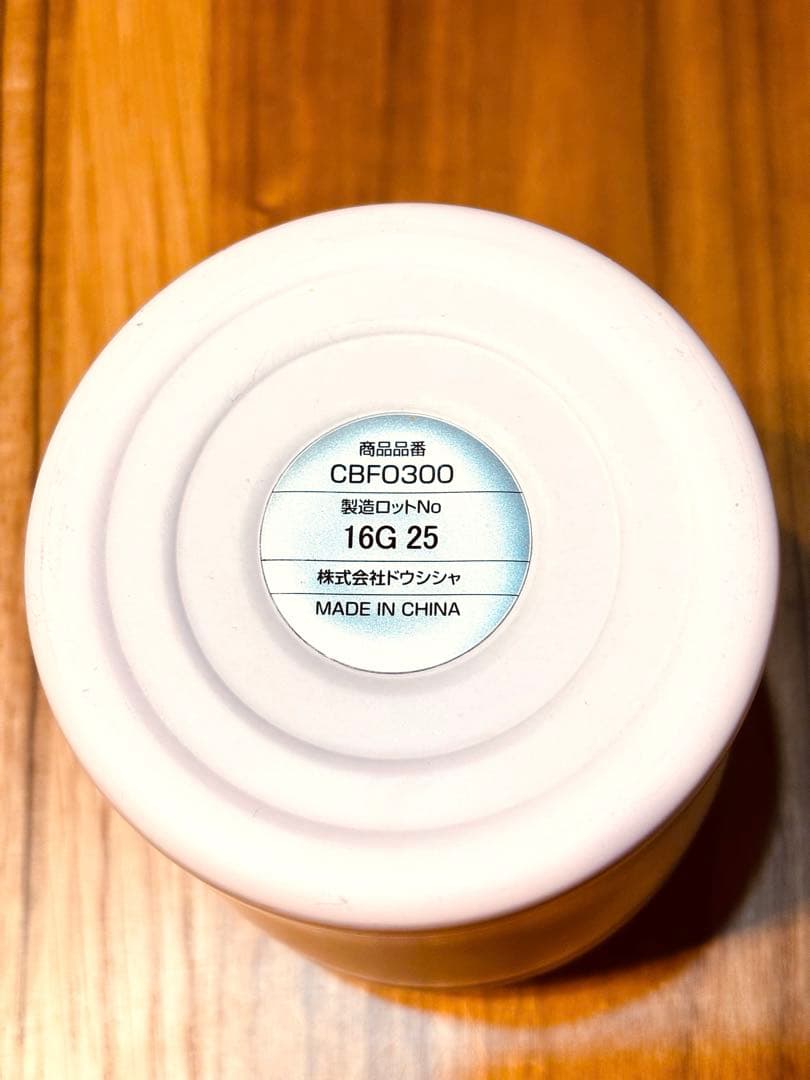 商品品番
CBF0300
製造ロットNo
16G 25
株式会社ドウシシャ
MADE IN CHINA